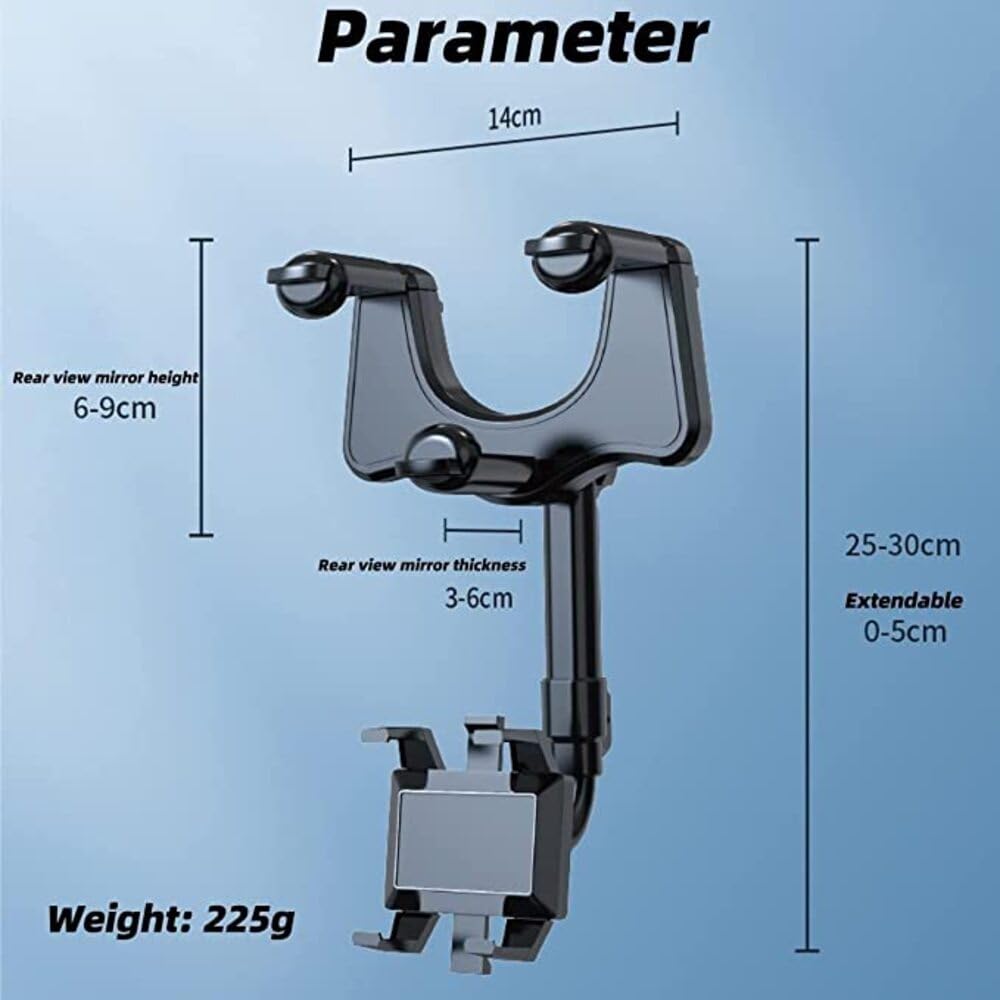 Parameter
14cm
Rear view mirror height
6-9cm
Rear view mirror thickness
3-6cm
25-30cm
Extendable
0-5cm
Weight: 225g